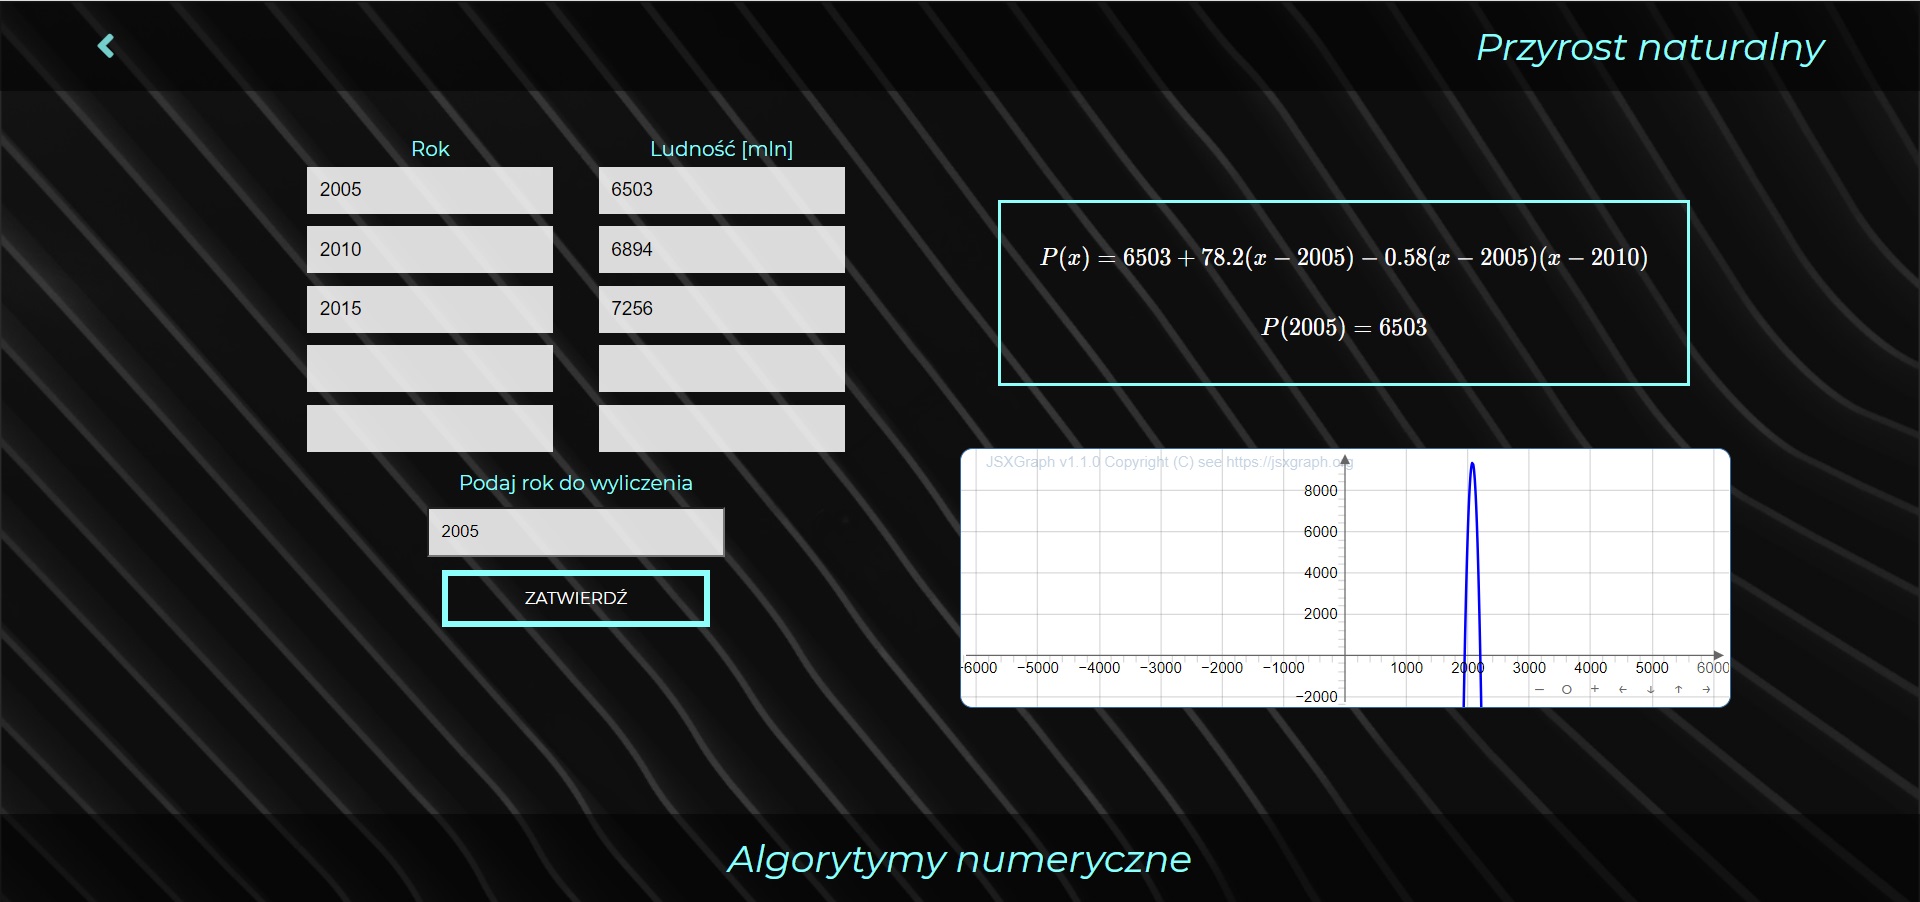 Przyrost naturalny
Rok
Ludność [mln]
2005
6503
2010
6894
2015
7256
Podaj rok do wyliczenia
2005
ZATWIERDŹ
P(x) = 6503 + 78.2(x − 2005) − 0.58(x − 2005)(x − 2010)
P(2005) = 6503
JSXGraph v1.1.0 Copyright (C) see https://jsxgraph.org
8000
6000
4000
2000
-6000 −5000 −4000 −3000 −2000 −1000 1000 2000 3000 4000 5000 6000
− o + ← ↓ ↑ →
−2000
Algorytymy numeryczne